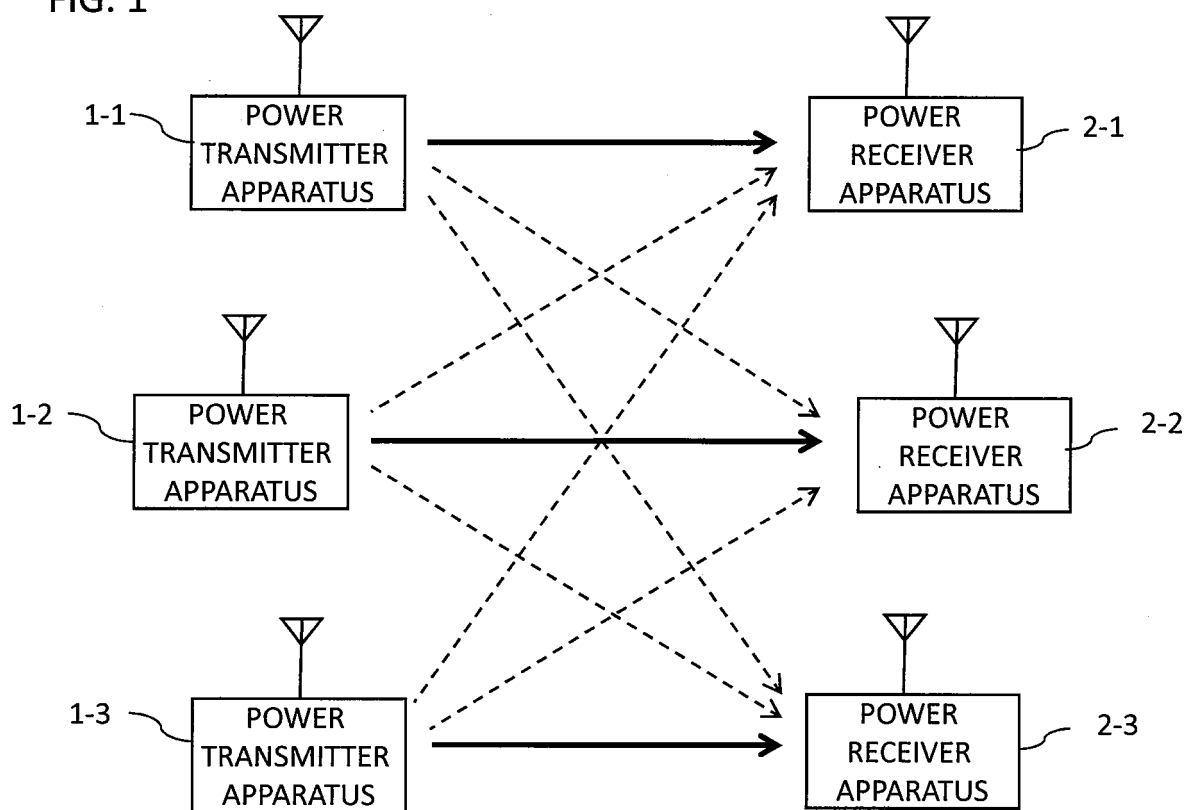 FIG. 1
1-1
POWER
TRANSMITTER
APPARATUS
POWER
RECEIVER
APPARATUS
2-1
1-2
POWER
TRANSMITTER
APPARATUS
POWER
RECEIVER
APPARATUS
2-2
1-3
POWER
TRANSMITTER
APPARATUS
POWER
RECEIVER
APPARATUS
2-3